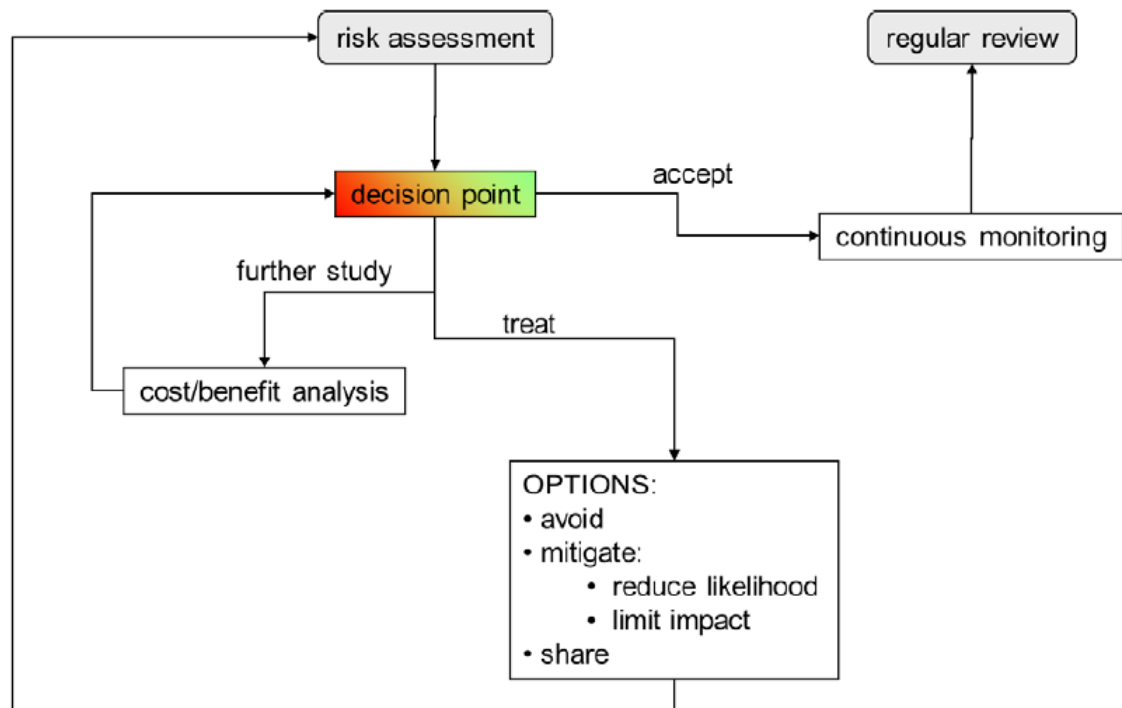 risk assessment
regular review
decision point
accept
continuous monitoring
further study
treat
cost/benefit analysis
OPTIONS:
• avoid
• mitigate:
• reduce likelihood
• limit impact
• share